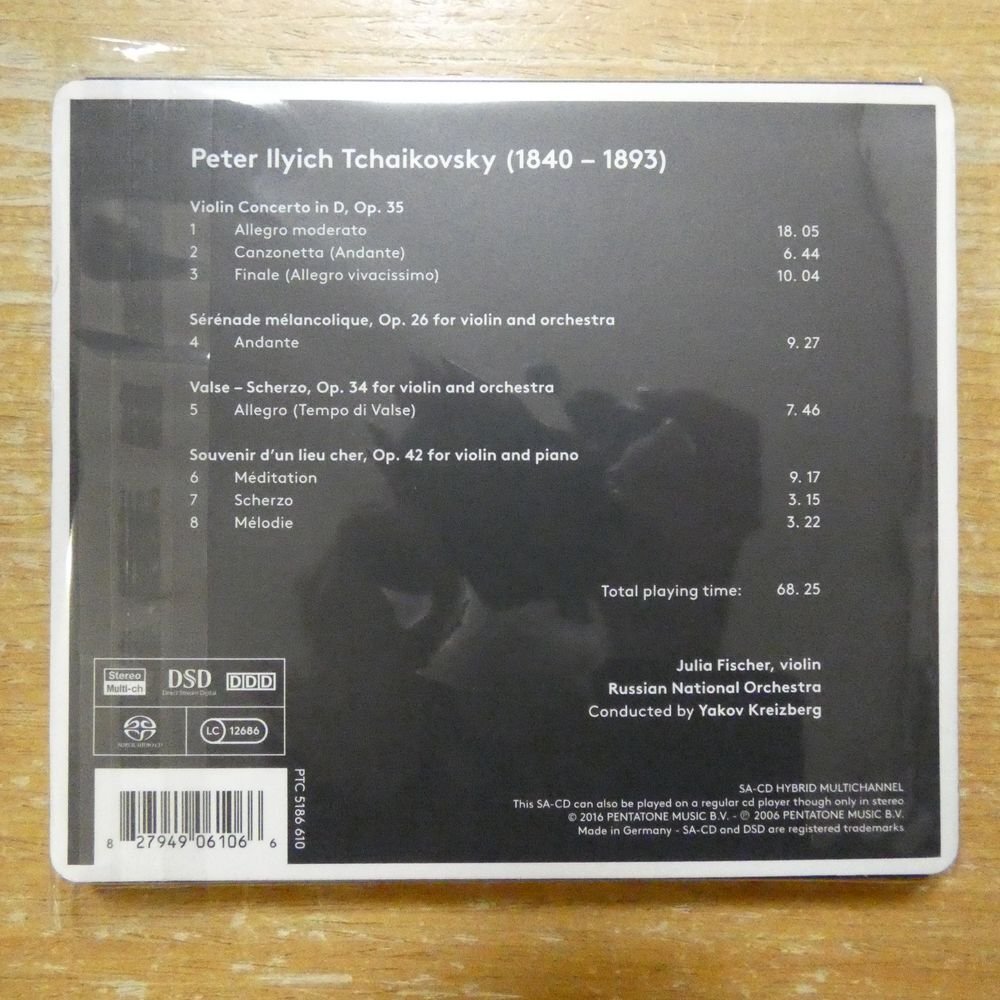 Peter Ilyich Tchaikovsky (1840 – 1893)
Violin Concerto in D, Op. 35
1 Allegro moderato 18. 05
2 Canzonetta (Andante) 6. 44
3 Finale (Allegro vivacissimo) 10. 04
Sérénade mélancolique, Op. 26 for violin and orchestra
4 Andante 9. 27
Valse – Scherzo, Op. 34 for violin and orchestra
5 Allegro (Tempo di Valse) 7. 46
Souvenir d'un lieu cher, Op. 42 for violin and piano
6 Méditation 9. 17
7 Scherzo 3. 15
8 Mélodie 3. 22
Total playing time: 68. 25
Julia Fischer, violin
Russian National Orchestra
Conducted by Yakov Kreizberg
Stereo
Multi-ch
DSD
Direct Stream Digital
DDD
SUPER AUDIO CD
LC 12686
PTC 5186 610
8 27949 06106 6
SA-CD HYBRID MULTICHANNEL
This SA-CD can also be played on a regular cd player though only in stereo
© 2016 PENTATONE MUSIC B.V. – ℗ 2006 PENTATONE MUSIC B.V.
Made in Germany – SA-CD and DSD are registered trademarks